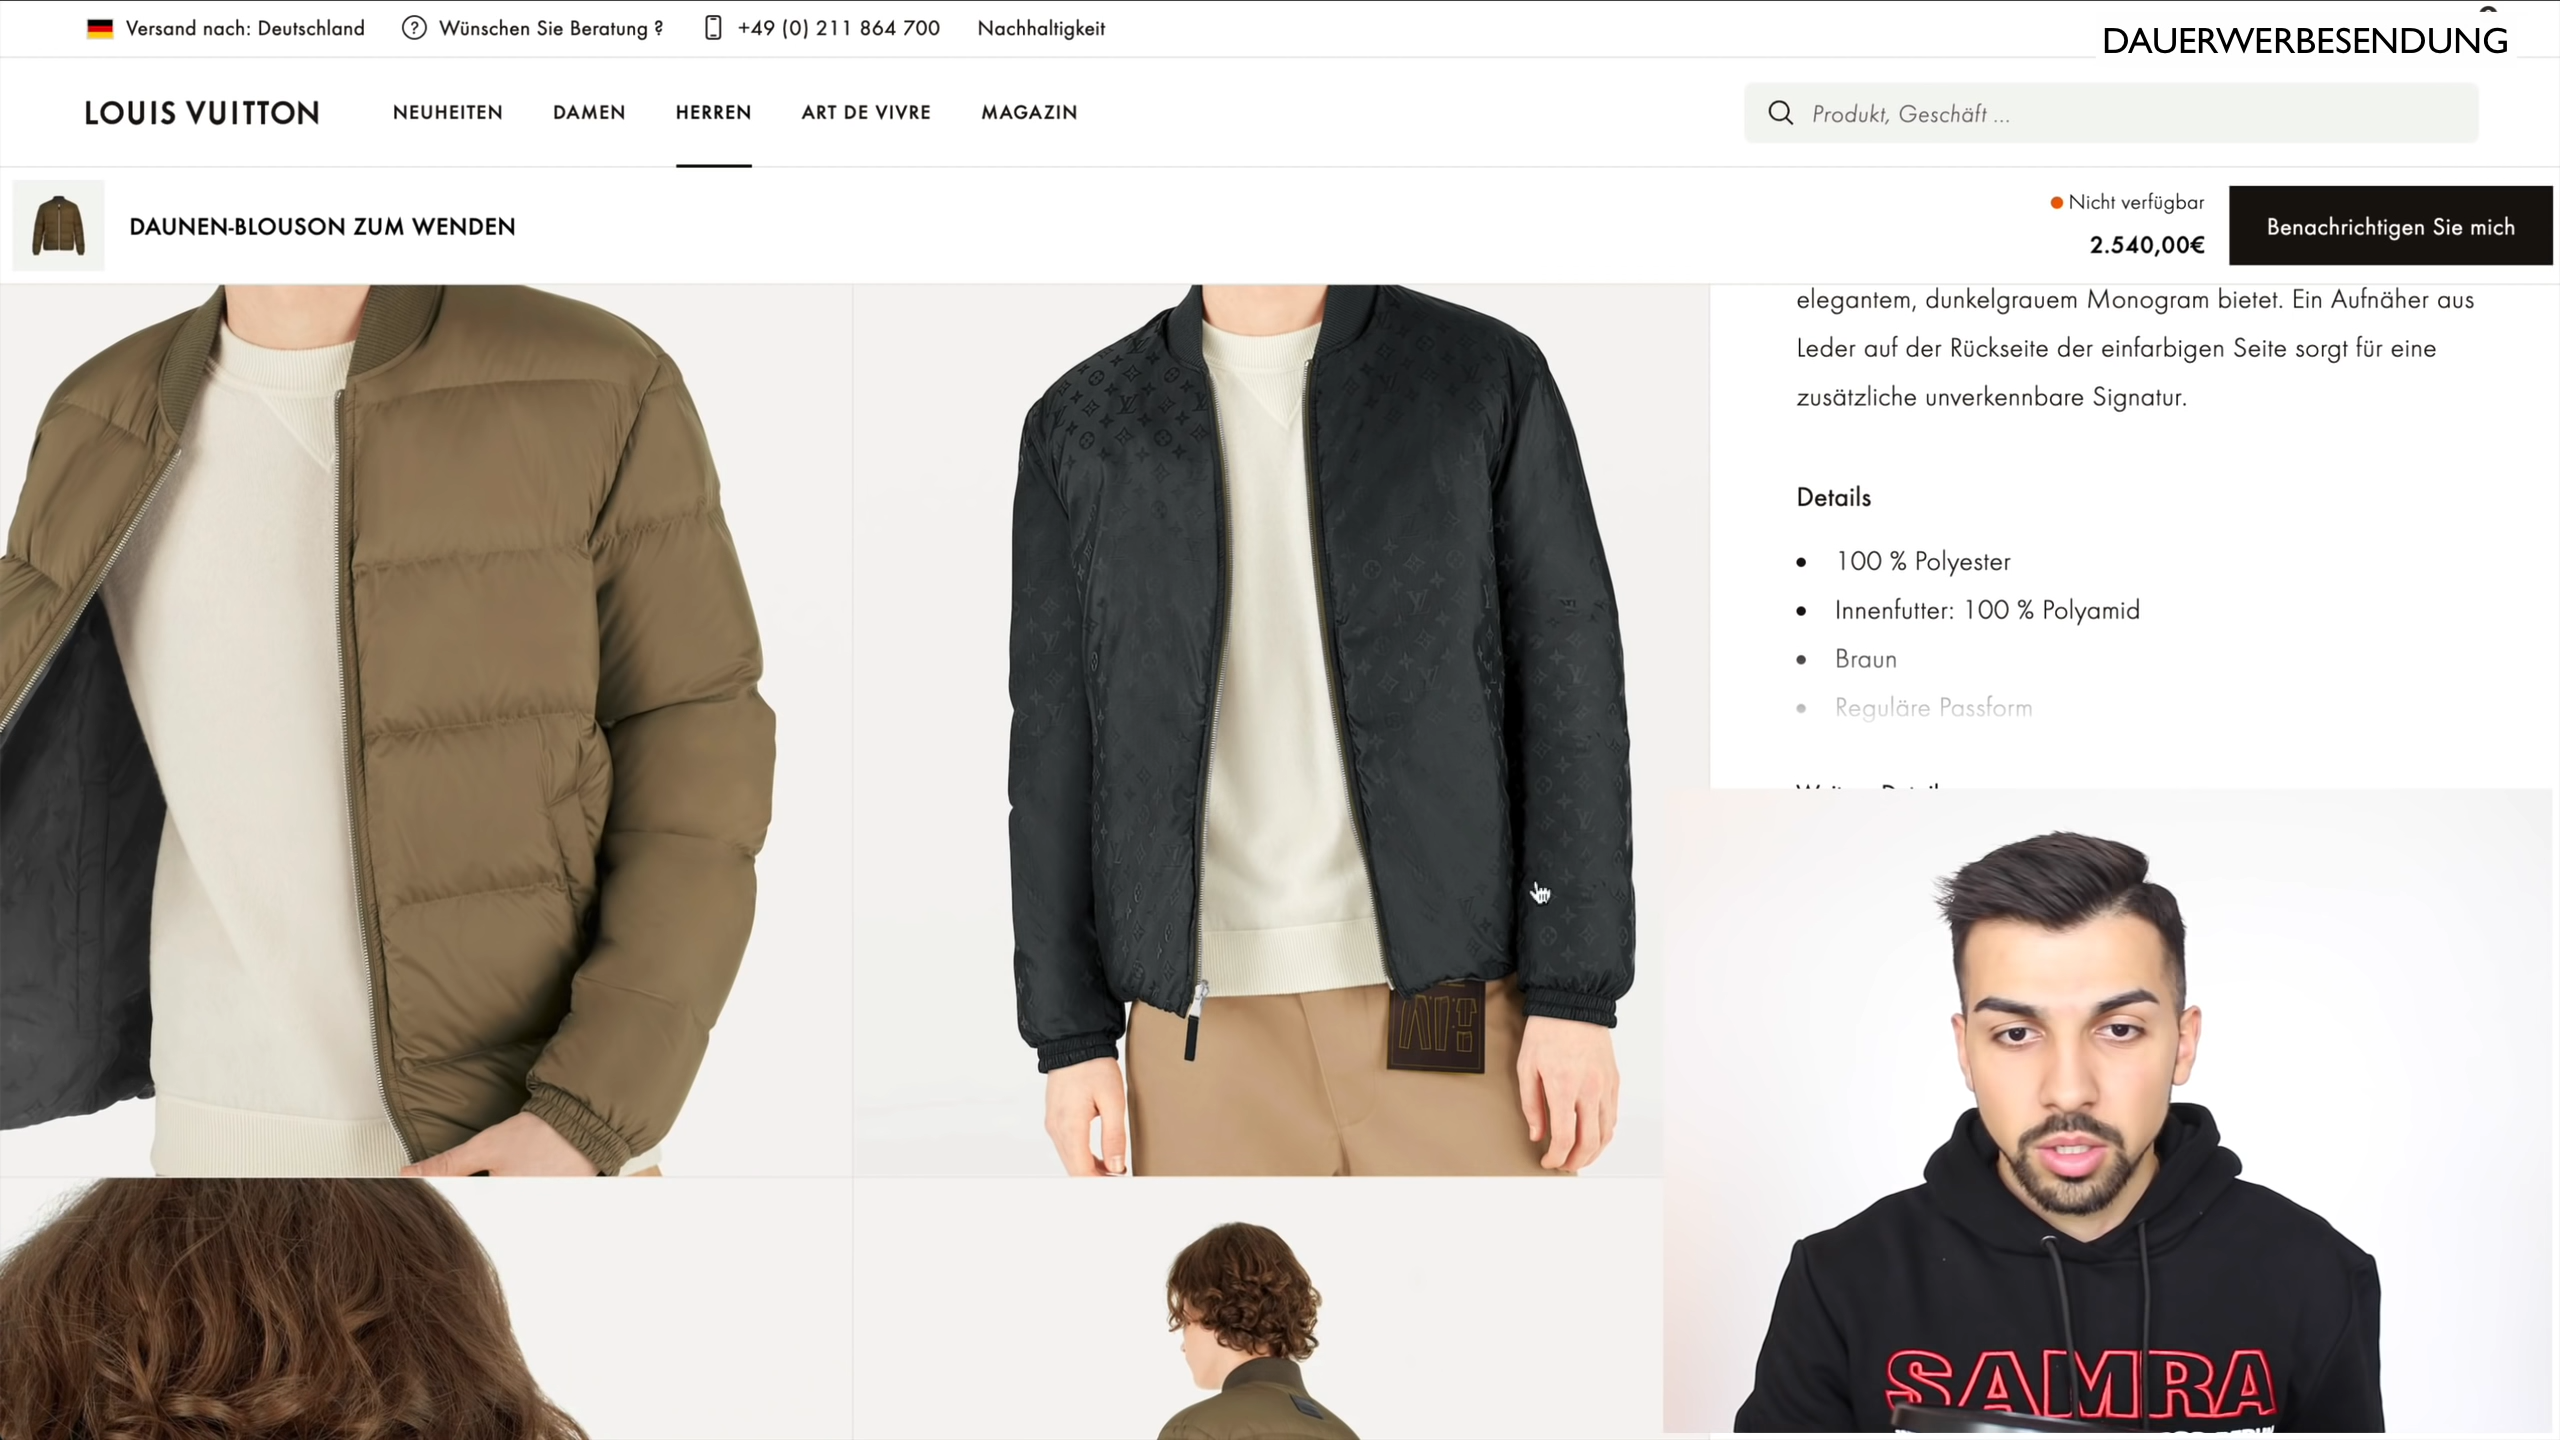 Versand nach: Deutschland
Wünschen Sie Beratung ?
+49 (0) 211 864 700
Nachhaltigkeit
DAUERWERBESENDUNG
LOUIS VUITTON
NEUHEITEN
DAMEN
HERREN
ART DE VIVRE
MAGAZIN
Produkt, Geschäft ...
DAUNEN-BLOUSON ZUM WENDEN
Nicht verfügbar
2.540,00€
Benachrichtigen Sie mich
elegantem, dunkelgrauem Monogram bietet. Ein Aufnäher aus
Leder auf der Rückseite der einfarbigen Seite sorgt für eine
zusätzliche unverkennbare Signatur.
Details
100 % Polyester
Innenfutter: 100 % Polyamid
Braun
Reguläre Passform
SAMRA